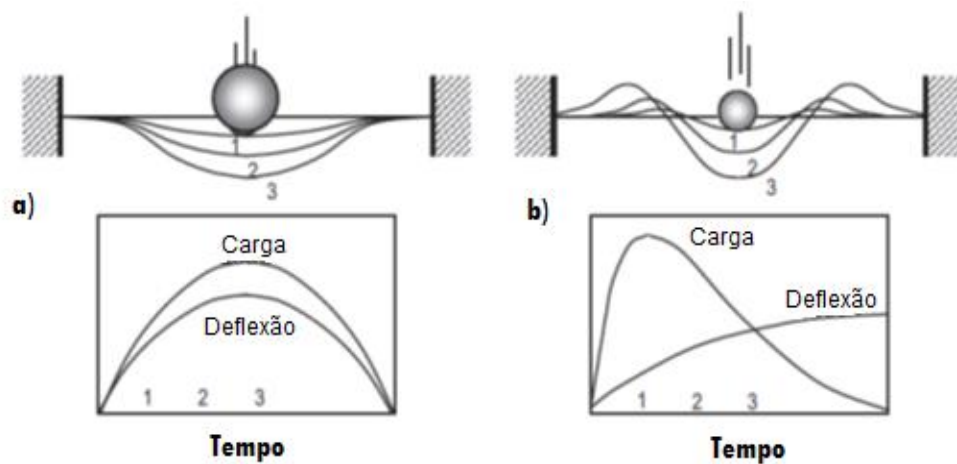 1
2
3
a)
Carga
Deflexão
1 2 3
Tempo
1
2
3
b)
Carga
Deflexão
1 2 3
Tempo